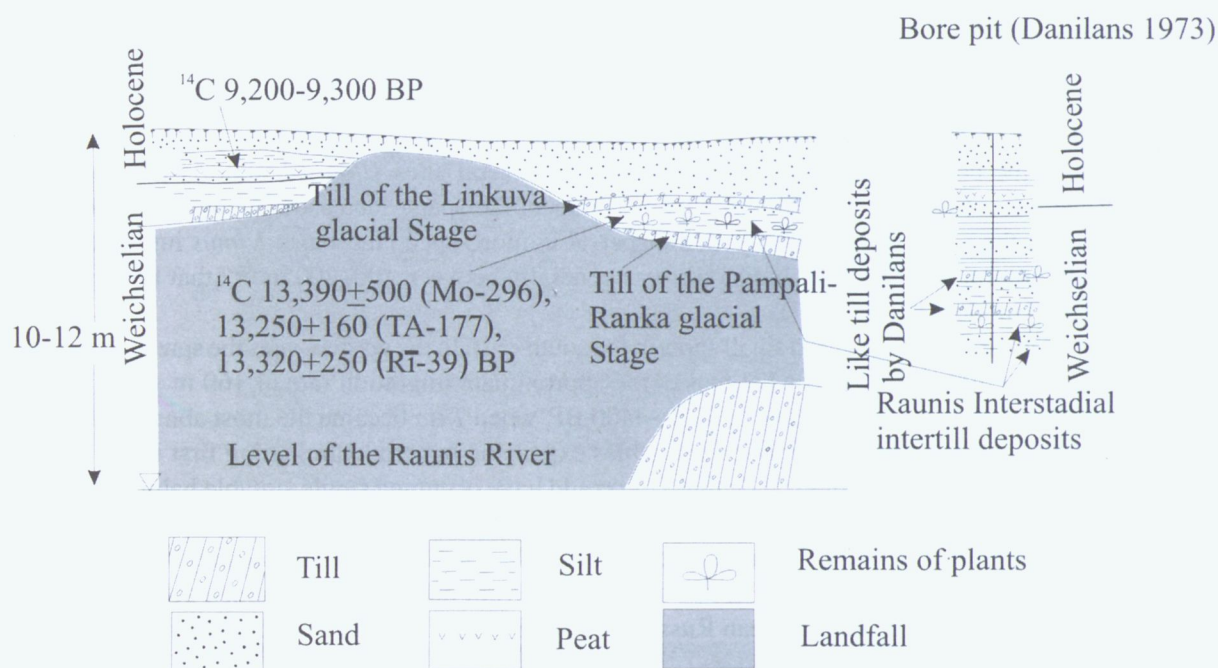 Bore pit (Danilans 1973)
¹⁴C 9,200-9,300 BP
Holocene
Weichselian
10-12 m
Till of the Linkuva
glacial Stage
¹⁴C 13,390±500 (Mo-296),
13,250±160 (TA-177),
13,320±250 (Rī-39) BP
Till of the Pampali-
Ranka glacial
Stage
Level of the Raunis River
Like till deposits
by Danilans
Holocene
Weichselian
Raunis Interstadial
intertill deposits
Till
Silt
Remains of plants
Sand
Peat
Landfall